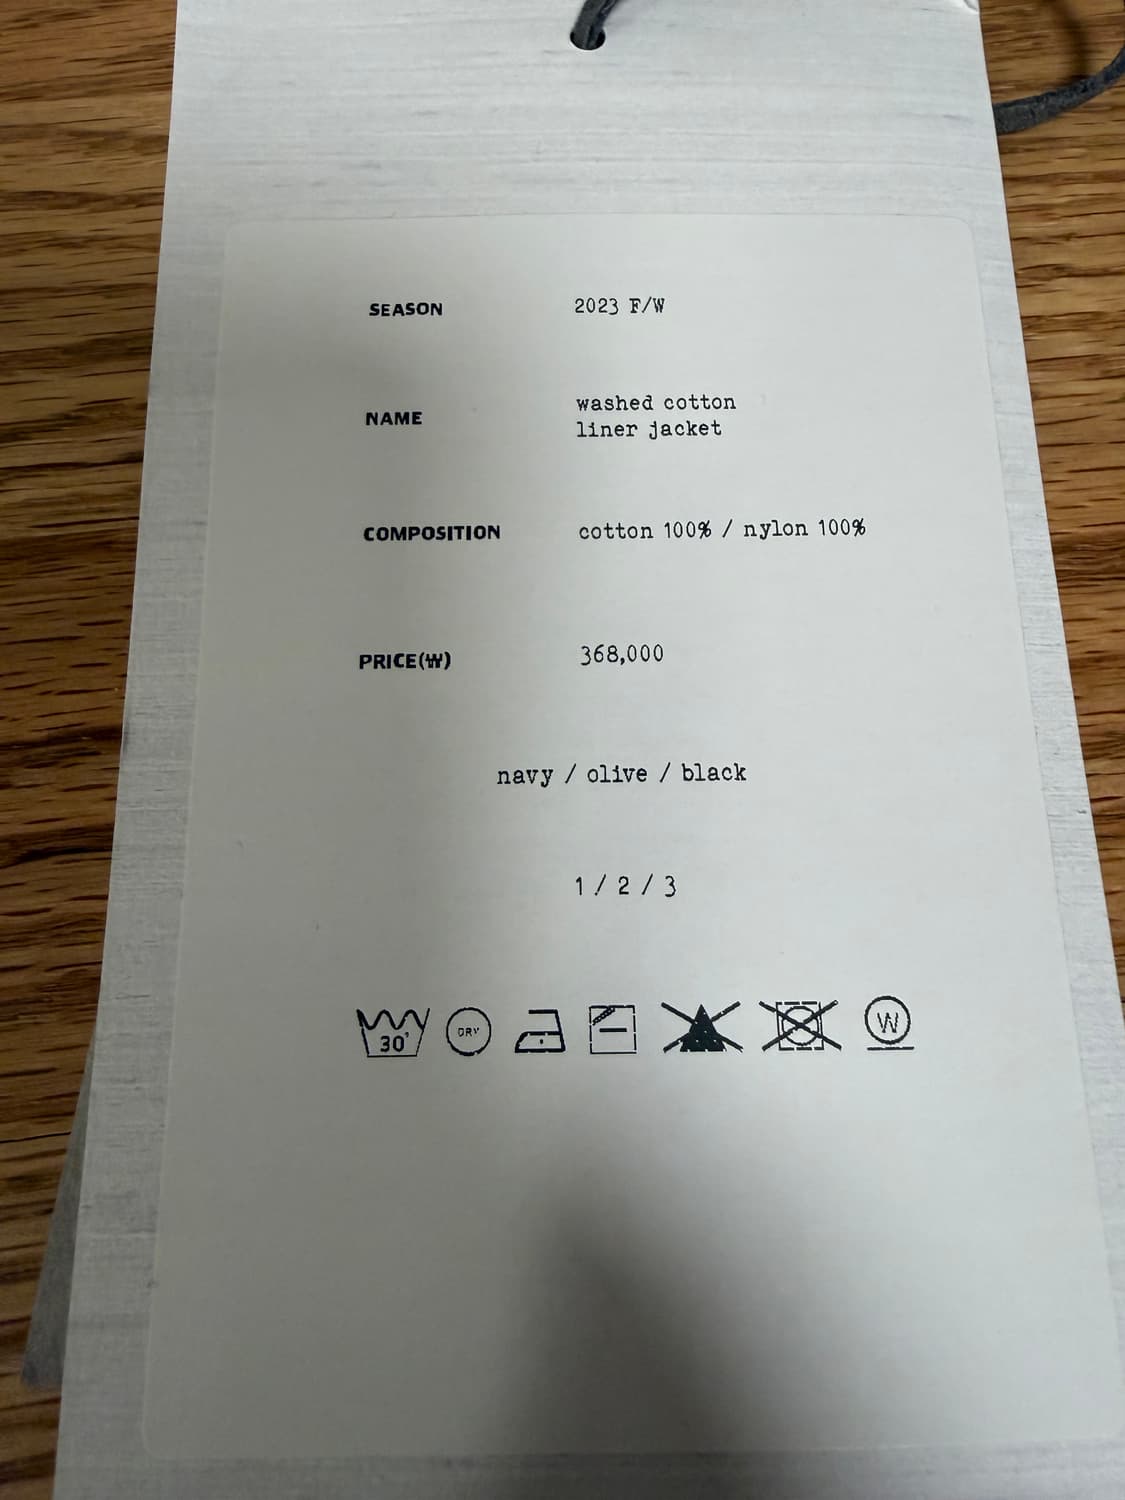 SEASON 2023 F/W
NAME washed cotton
liner jacket
COMPOSITION cotton 100% / nylon 100%
PRICE(₩) 368,000
navy / olive / black
1 / 2 / 3
30° DRY W